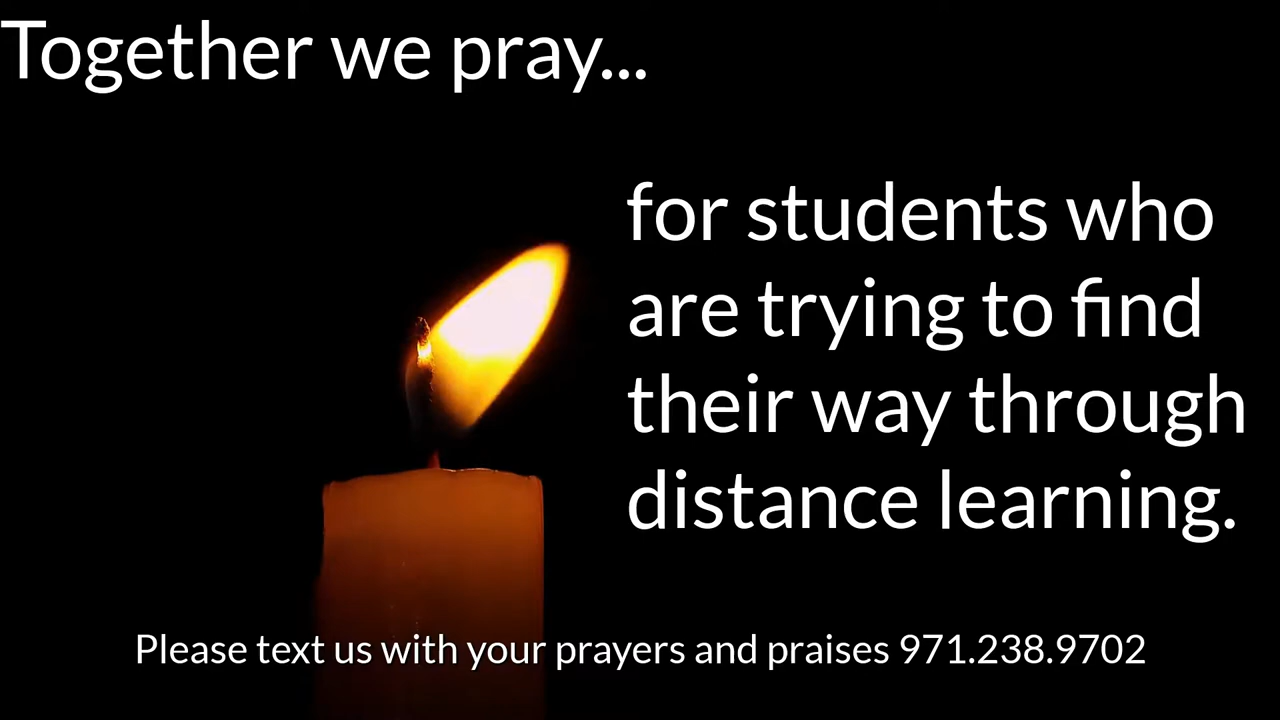 Together we pray...
for students who
are trying to find
their way through
distance learning.
Please text us with your prayers and praises 971.238.9702